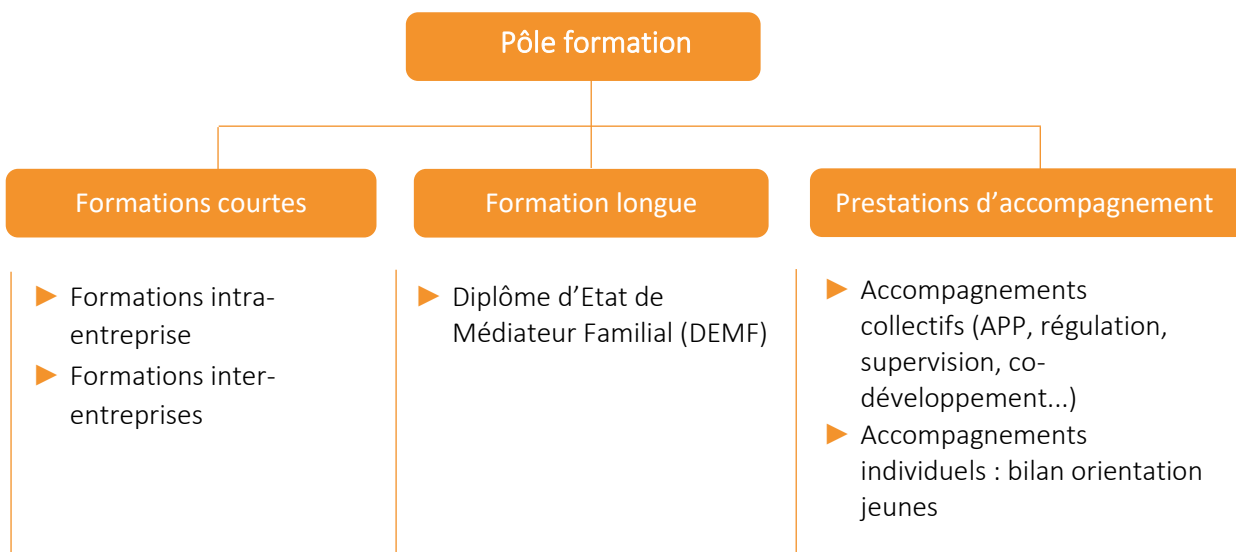 Pôle formation
Formations courtes
Formation longue
Prestations d’accompagnement
Formations intra-
entreprise
Formations inter-
entreprises
Diplôme d’Etat de
Médiateur Familial (DEMF)
Accompagnements
collectifs (APP, régulation,
supervision, co-
développement...)
Accompagnements
individuels : bilan orientation
jeunes